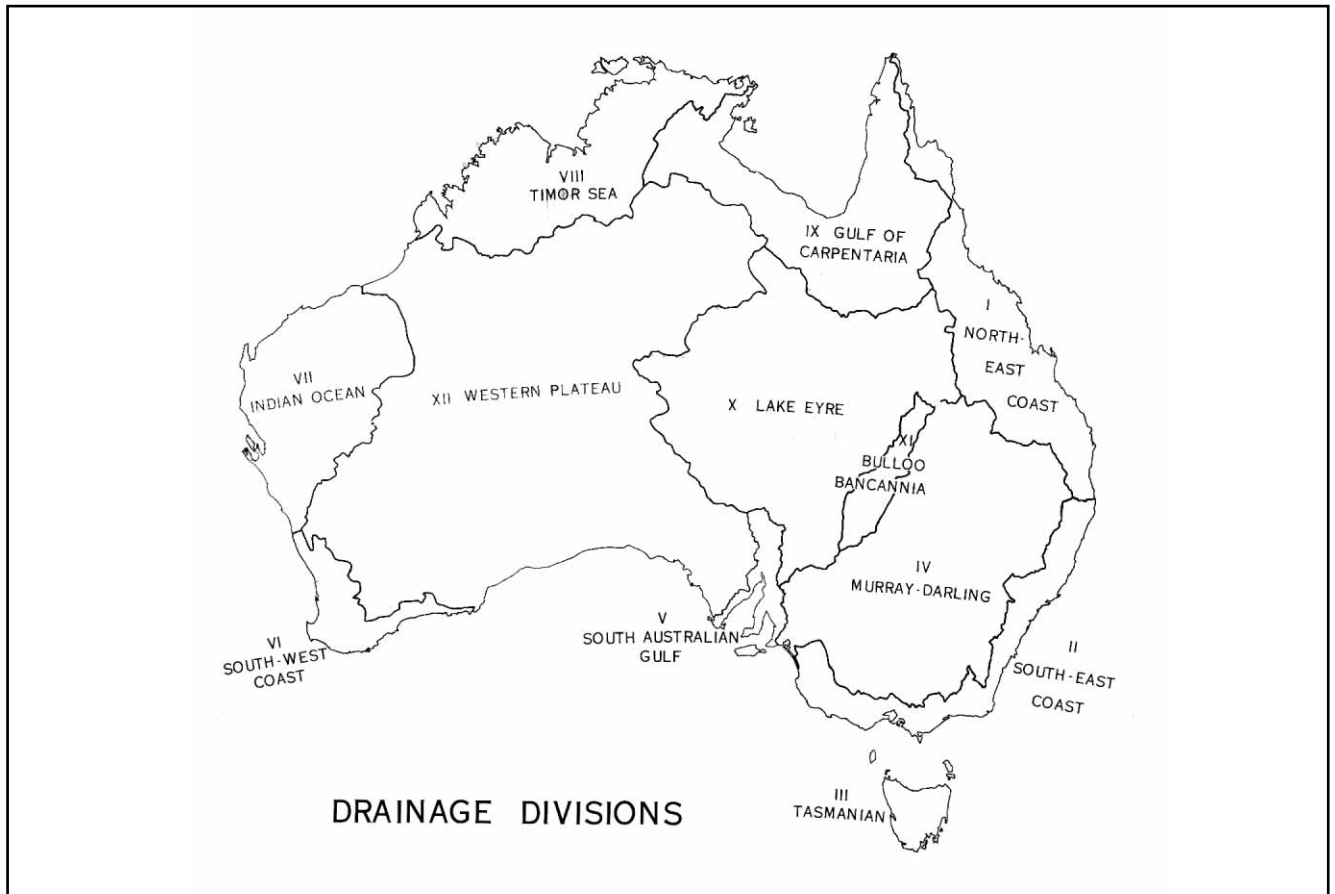 VIII
TIMOR SEA
IX GULF OF
CARPENTARIA
I
NORTH-
EAST
COAST
VII
INDIAN OCEAN
XII WESTERN PLATEAU
X LAKE EYRE
XI
BULLOO
BANCANNIA
IV
MURRAY-DARLING
V
SOUTH AUSTRALIAN
GULF
VI
SOUTH-WEST
COAST
II
SOUTH-EAST
COAST
III
TASMANIAN
DRAINAGE DIVISIONS